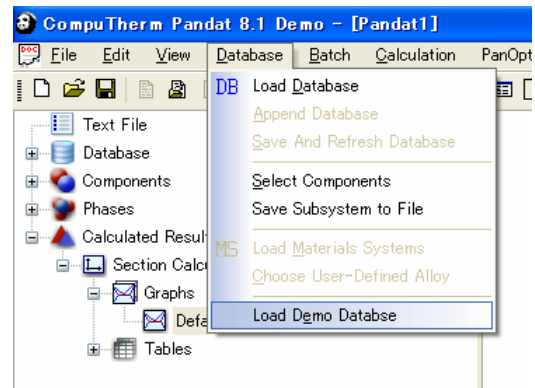 CompuTherm Pandat 8.1 Demo - [Pandat1]
File Edit View Database Batch Calculation PanOpt
DB Load Database
Append Database
Save And Refresh Database
Select Components
Save Subsystem to File
MS Load Materials Systems
Choose User-Defined Alloy
Load Demo Databse
Text File
Database
Components
Phases
Calculated Resul
Section Calc
Graphs
Defa
Tables